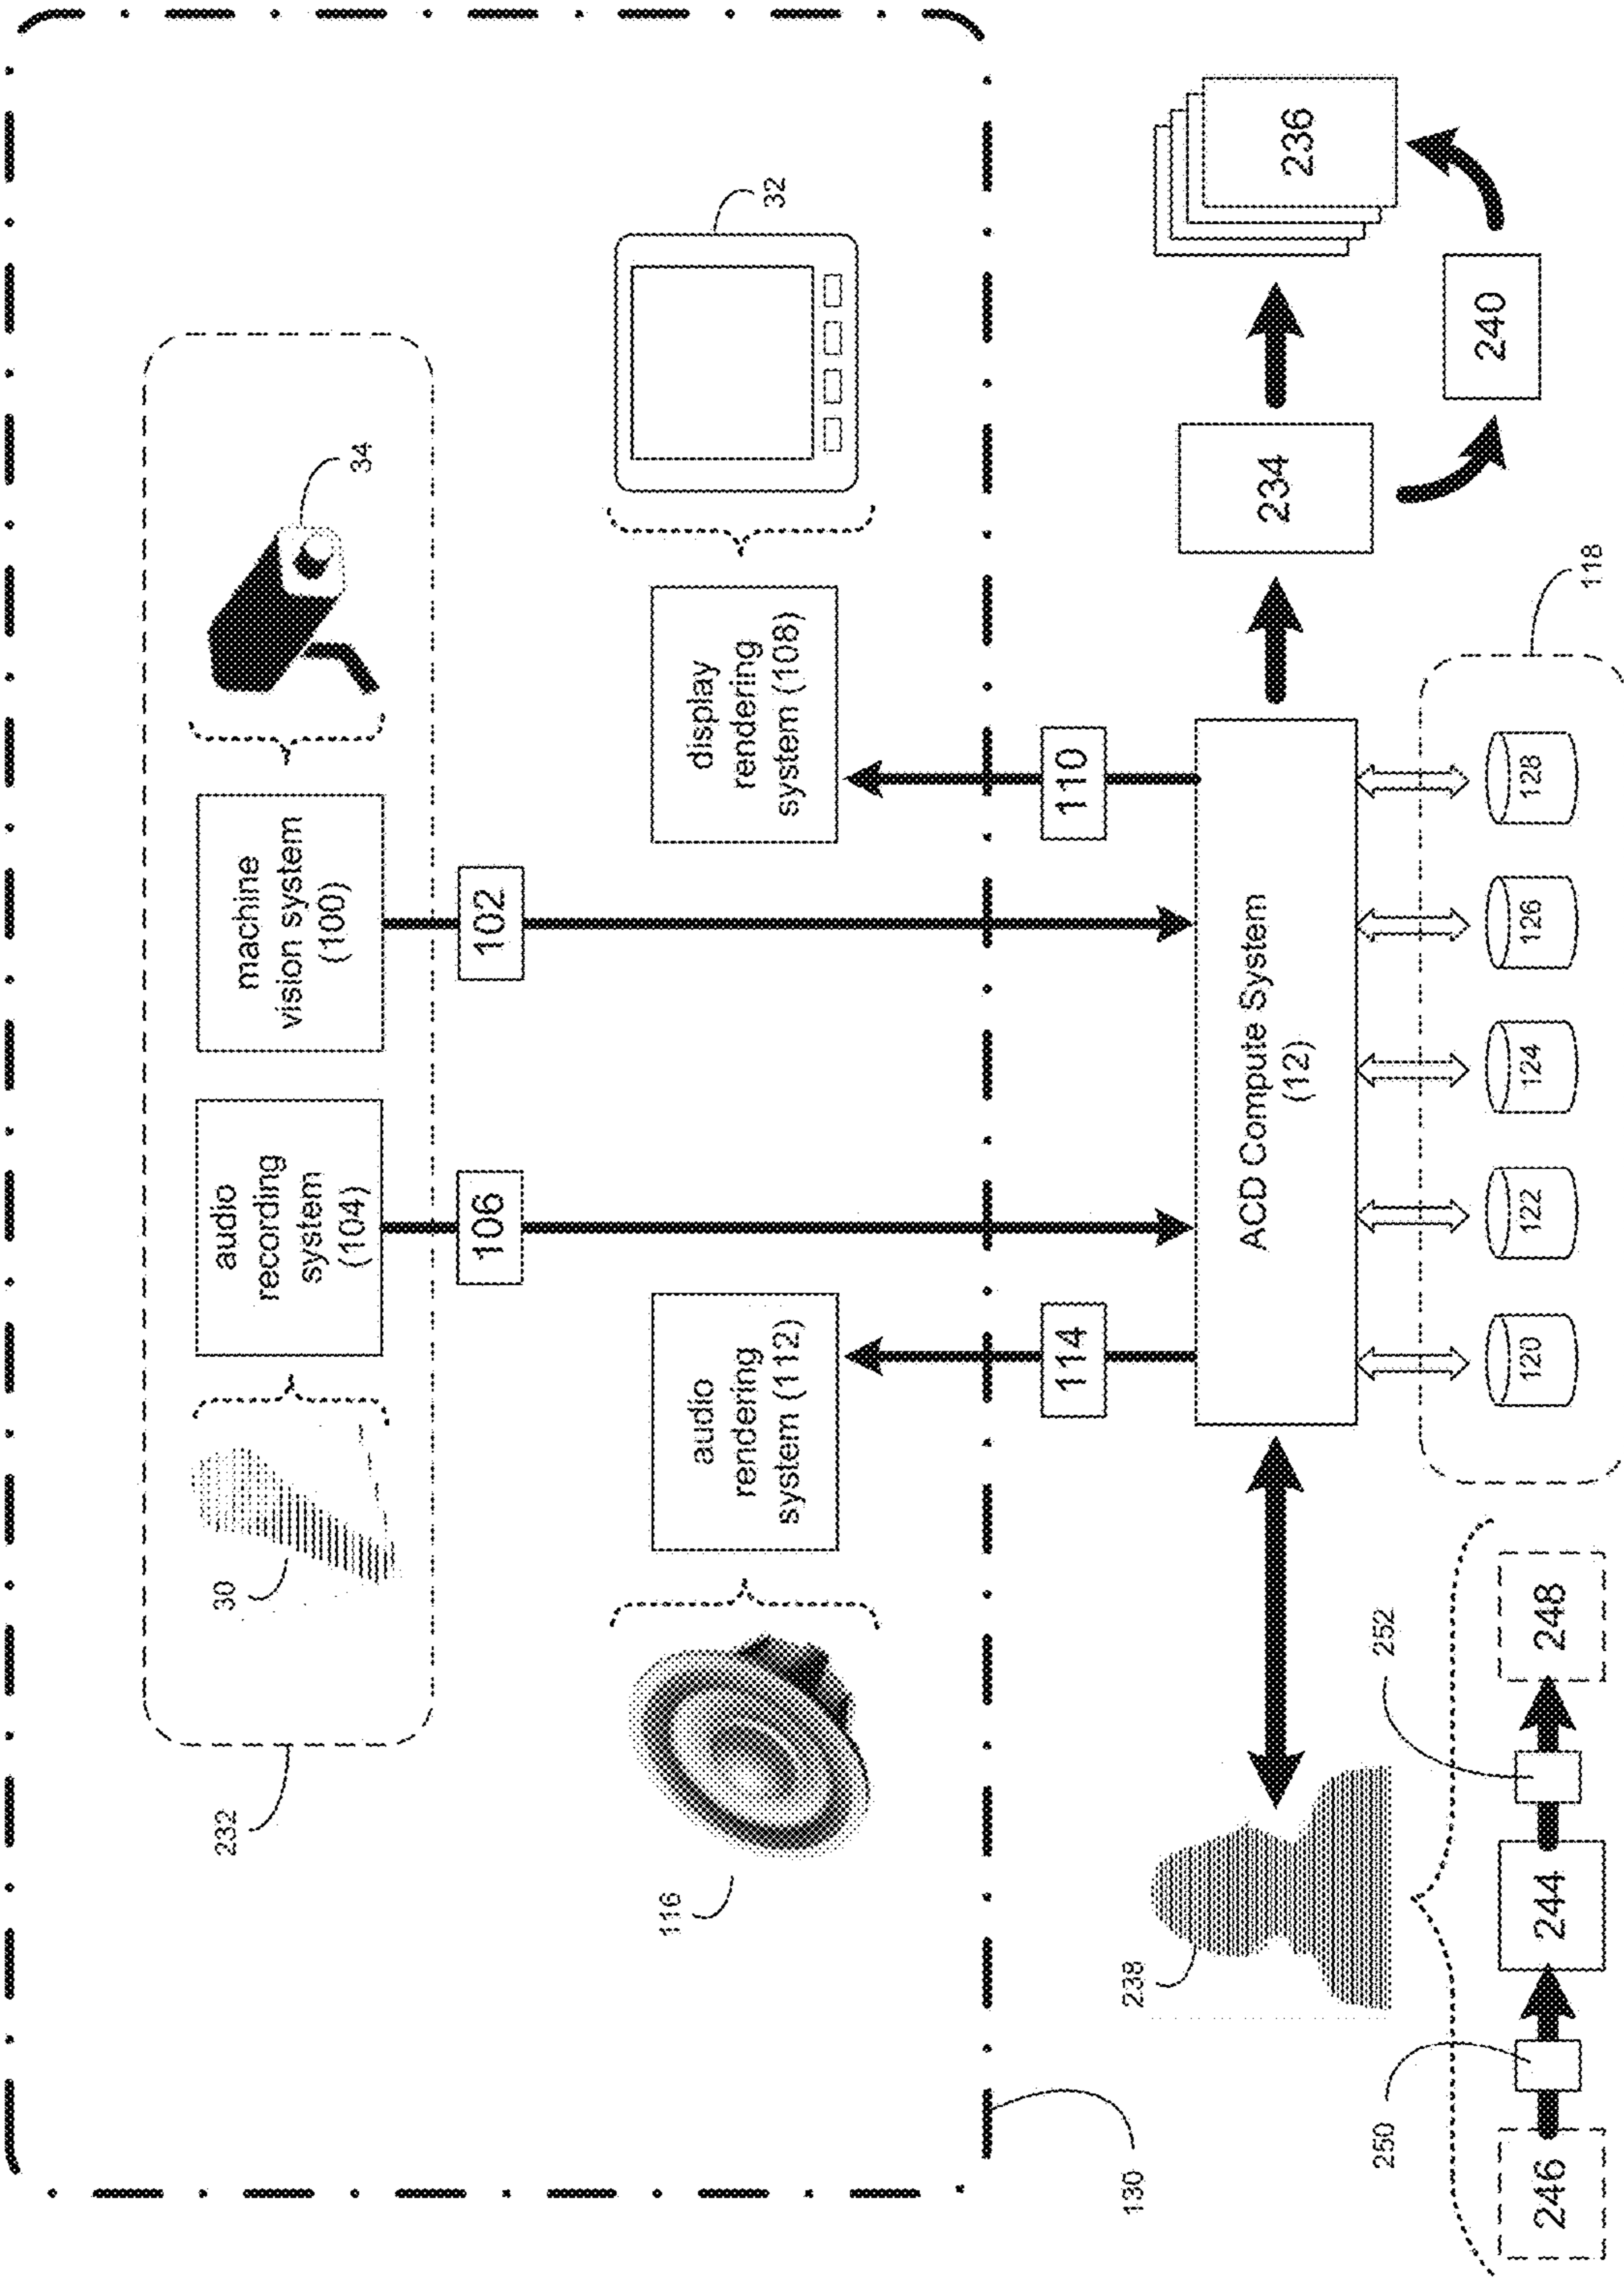 232
30
audio
recording
system
(104)
machine
vision system
(100)
34
106
102
116
audio
rendering
system (112)
display
rendering
system (108)
32
130
114
110
238
ACD Compute System
(12)
234
236
240
250
252
246
244
248
120
122
124
126
128
118